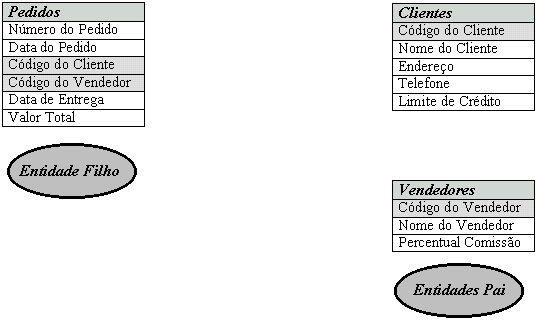 Pedidos
Número do Pedido
Data do Pedido
Código do Cliente
Código do Vendedor
Data de Entrega
Valor Total
Entidade Filho
Clientes
Código do Cliente
Nome do Cliente
Endereço
Telefone
Limite de Crédito
Vendedores
Código do Vendedor
Nome do Vendedor
Percentual Comissão
Entidades Pai